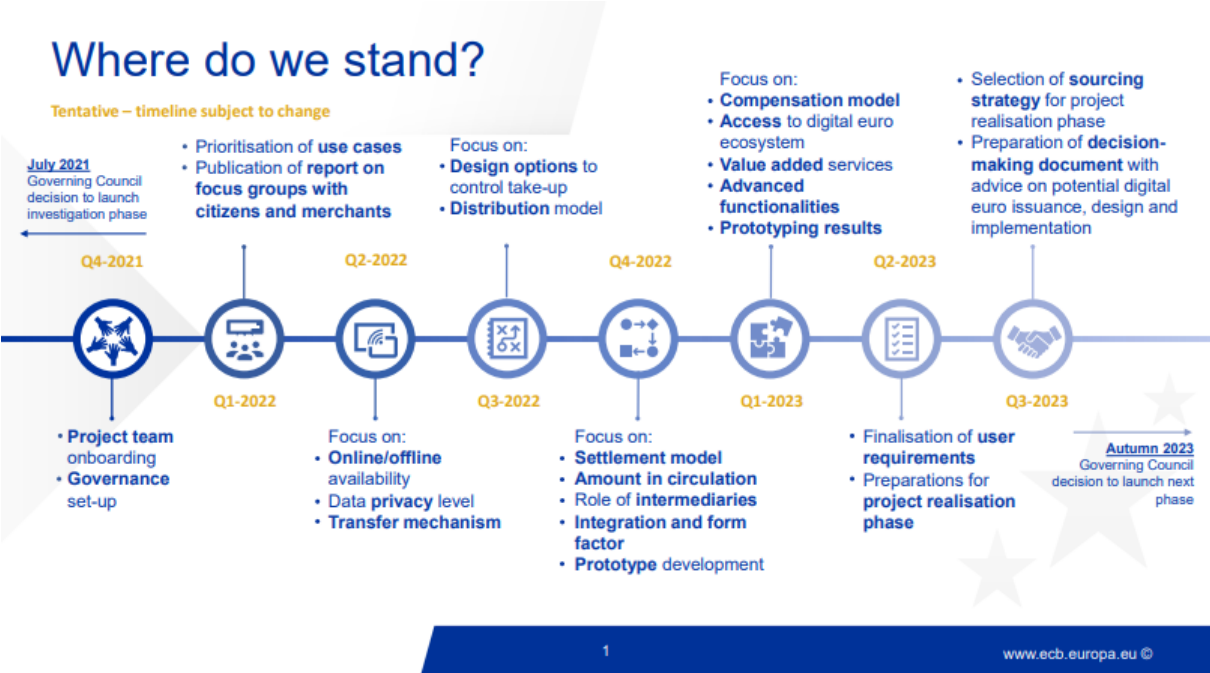 Where do we stand?
Tentative – timeline subject to change
July 2021
Governing Council
decision to launch
investigation phase
Q4-2021
• Project team
onboarding
• Governance
set-up
• Prioritisation of use cases
• Publication of report on
focus groups with
citizens and merchants
Q1-2022
Q2-2022
Focus on:
• Online/offline
availability
• Data privacy level
• Transfer mechanism
Focus on:
• Design options to
control take-up
• Distribution model
Q3-2022
Q4-2022
Focus on:
• Settlement model
• Amount in circulation
• Role of intermediaries
• Integration and form
factor
• Prototype development
Focus on:
• Compensation model
• Access to digital euro
ecosystem
• Value added services
• Advanced
functionalities
• Prototyping results
Q1-2023
Q2-2023
• Finalisation of user
requirements
• Preparations for
project realisation
phase
• Selection of sourcing
strategy for project
realisation phase
• Preparation of decision-
making document with
advice on potential digital
euro issuance, design and
implementation
Q3-2023
Autumn 2023
Governing Council
decision to launch next
phase
1
www.ecb.europa.eu ©